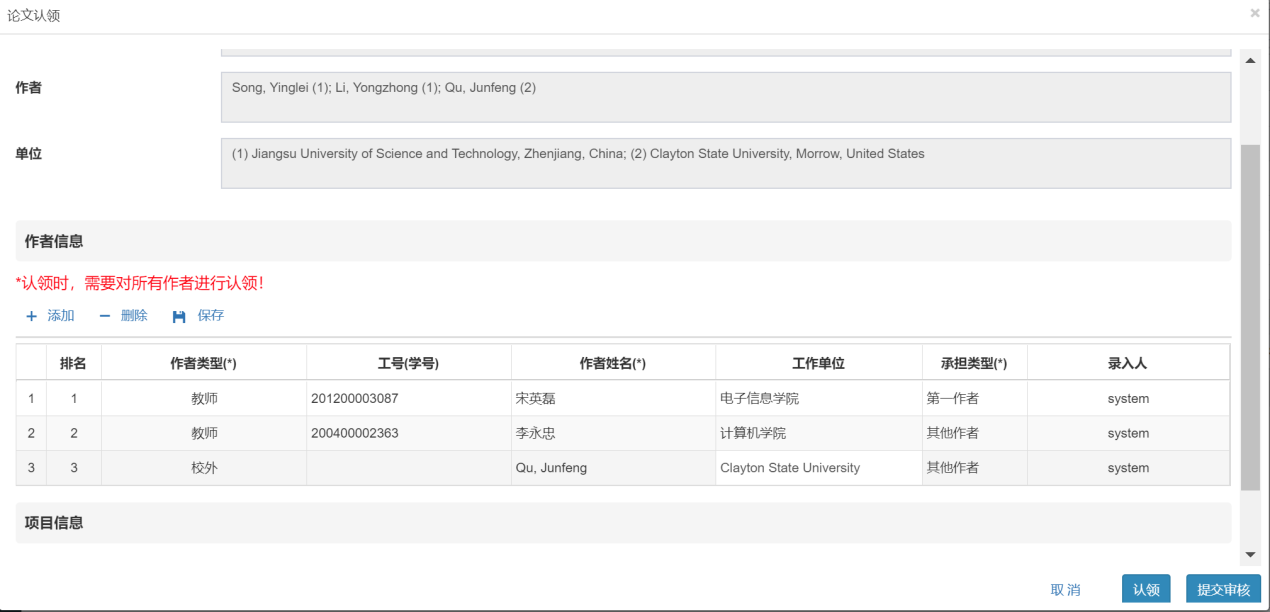 论文认领 ×
作者 Song, Yinglei (1); Li, Yongzhong (1); Qu, Junfeng (2)
单位 (1) Jiangsu University of Science and Technology, Zhenjiang, China; (2) Clayton State University, Morrow, United States
作者信息
*认领时，需要对所有作者进行认领！
+ 添加 − 删除 保存
排名 作者类型(*) 工号(学号) 作者姓名(*) 工作单位 承担类型(*) 录入人
1 1 教师 201200003087 宋英磊 电子信息学院 第一作者 system
2 2 教师 200400002363 李永忠 计算机学院 其他作者 system
3 3 校外 Qu, Junfeng Clayton State University 其他作者 system
项目信息
取消 认领 提交审核